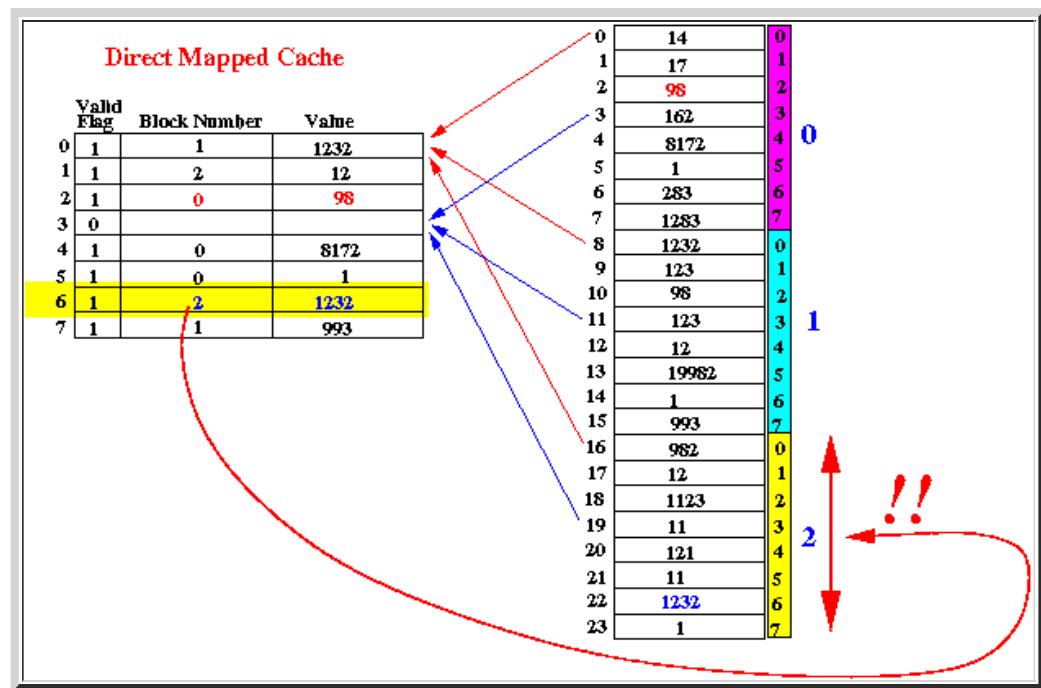 Direct Mapped Cache
Valid
Flag Block Number Value
0 1 1 1232
1 1 2 12
2 1 0 98
3 0
4 1 0 8172
5 1 0 1
6 1 2 1232
7 1 1 993
0 14 0
1 17 1
2 98 2
3 162 3
4 8172 4
5 1 5
6 283 6
7 1283 7
0
8 1232 0
9 123 1
10 98 2
11 123 3
12 12 4
13 19982 5
14 1 6
15 993 7
1
16 982 0
17 12 1
18 1123 2
19 11 3
20 121 4
21 11 5
22 1232 6
23 1 7
2
!!